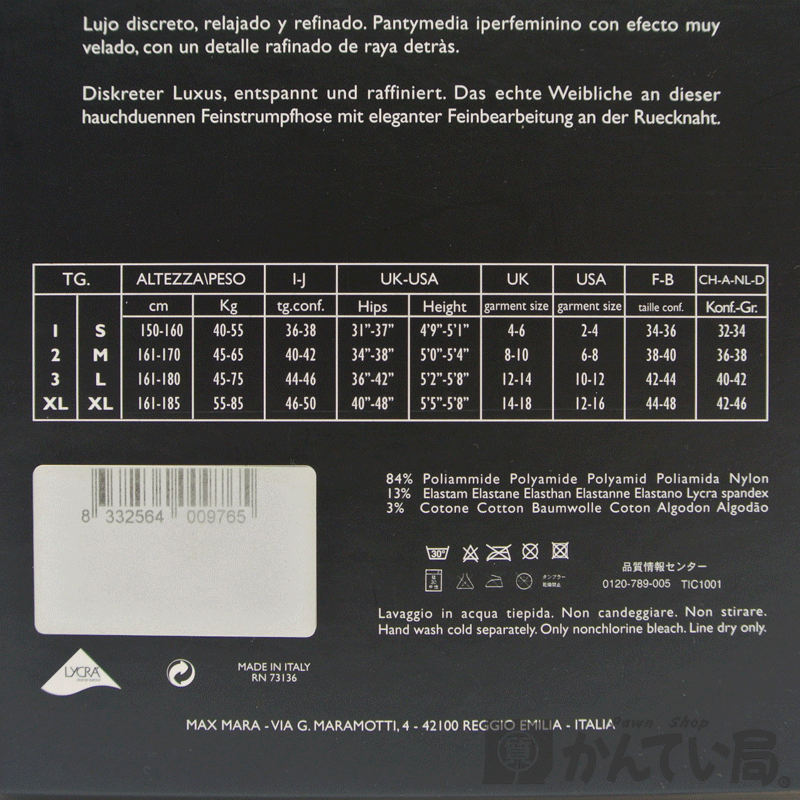 Lujo discreto, relajado y refinado. Pantymedia iperfeminino con efecto muy
velado, con un detalle rafinado de raya detràs.
Diskreter Luxus, entspannt und raffiniert. Das echte Weibliche an dieser
hauchduennen Feinstrumpfhose mit eleganter Feinbearbeitung an der Ruecknaht.
TG. ALTEZZA\PESO I-J UK-USA UK USA F-B CH-A-NL-D
cm Kg tg.conf. Hips Height garment size garment size taille conf. Konf.-Gr.
1 S 150-160 40-55 36-38 31”-37” 4’9”-5’1” 4-6 2-4 34-36 32-34
2 M 161-170 45-65 40-42 34”-38” 5’0”-5’4” 8-10 6-8 38-40 36-38
3 L 161-180 45-75 44-46 36”-42” 5’2”-5’8” 12-14 10-12 42-44 40-42
XL XL 161-185 55-85 46-50 40”-48” 5’5”-5’8” 14-18 12-16 44-48 42-46
8 332564 009765
84% Poliammide Polyamide Polyamid Poliamida Nylon
13% Elastam Elastane Elasthan Elastanne Elastano Lycra spandex
3% Cotone Cotton Baumwolle Coton Algodon Algodão
30°
品質情報センター
0120-789-005 TIC1001
Lavaggio in acqua tiepida. Non candeggiare. Non stirare.
Hand wash cold separately. Only nonchlorine bleach. Line dry only.
LYCRA
MADE IN ITALY
RN 73136
MAX MARA - VIA G. MARAMOTTI, 4 - 42100 REGGIO EMILIA - ITALIA
Pawn Shop
かんてい局